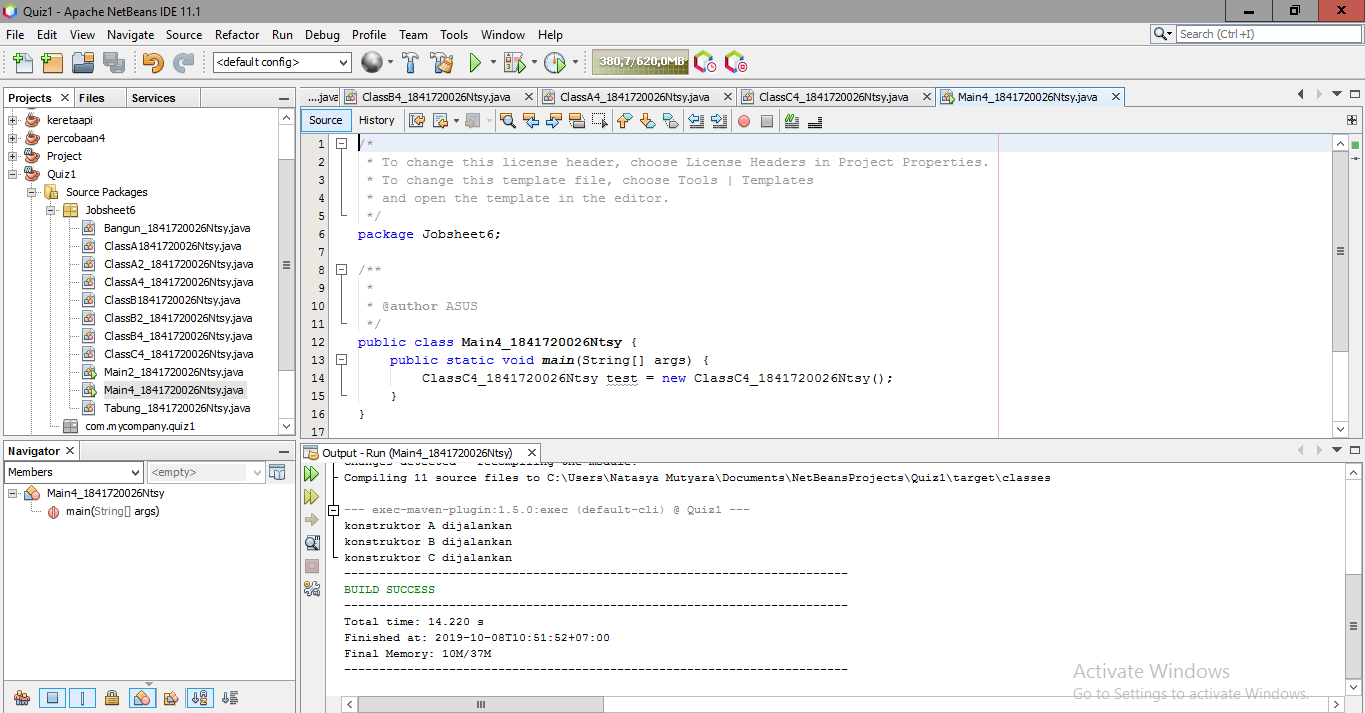 Quiz1 - Apache NetBeans IDE 11.1
File Edit View Navigate Source Refactor Run Debug Profile Team Tools Window Help
Search (Ctrl+I)
<default config>
380,7/620,0MB
Projects Files Services
keretaapi
percobaan4
Project
Quiz1
Source Packages
Jobsheet6
Bangun_1841720026Ntsy.java
ClassA1841720026Ntsy.java
ClassA2_1841720026Ntsy.java
ClassA4_1841720026Ntsy.java
ClassB1841720026Ntsy.java
ClassB2_1841720026Ntsy.java
ClassB4_1841720026Ntsy.java
ClassC4_1841720026Ntsy.java
Main2_1841720026Ntsy.java
Main4_1841720026Ntsy.java
Tabung_1841720026Ntsy.java
com.mycompany.quiz1
Navigator
Members <empty>
Main4_1841720026Ntsy
main(String[] args)
....java ClassB4_1841720026Ntsy.java ClassA4_1841720026Ntsy.java ClassC4_1841720026Ntsy.java Main4_1841720026Ntsy.java
Source History
1 /*
2 * To change this license header, choose License Headers in Project Properties.
3 * To change this template file, choose Tools | Templates
4 * and open the template in the editor.
5 */
6 package Jobsheet6;
7
8 /**
9 *
10 * @author ASUS
11 */
12 public class Main4_1841720026Ntsy {
13 public static void main(String[] args) {
14 ClassC4_1841720026Ntsy test = new ClassC4_1841720026Ntsy();
15 }
16 }
17
Output - Run (Main4_1841720026Ntsy)
Changes detected - recompiling the module!
Compiling 11 source files to C:\Users\Natasya Mutyara\Documents\NetBeansProjects\Quiz1\target\classes
--- exec-maven-plugin:1.5.0:exec (default-cli) @ Quiz1 ---
konstruktor A dijalankan
konstruktor B dijalankan
konstruktor C dijalankan
------------------------------------------------------------------------
BUILD SUCCESS
------------------------------------------------------------------------
Total time: 14.220 s
Finished at: 2019-10-08T10:51:52+07:00
Final Memory: 10M/37M
------------------------------------------------------------------------
Activate Windows
Go to Settings to activate Windows.